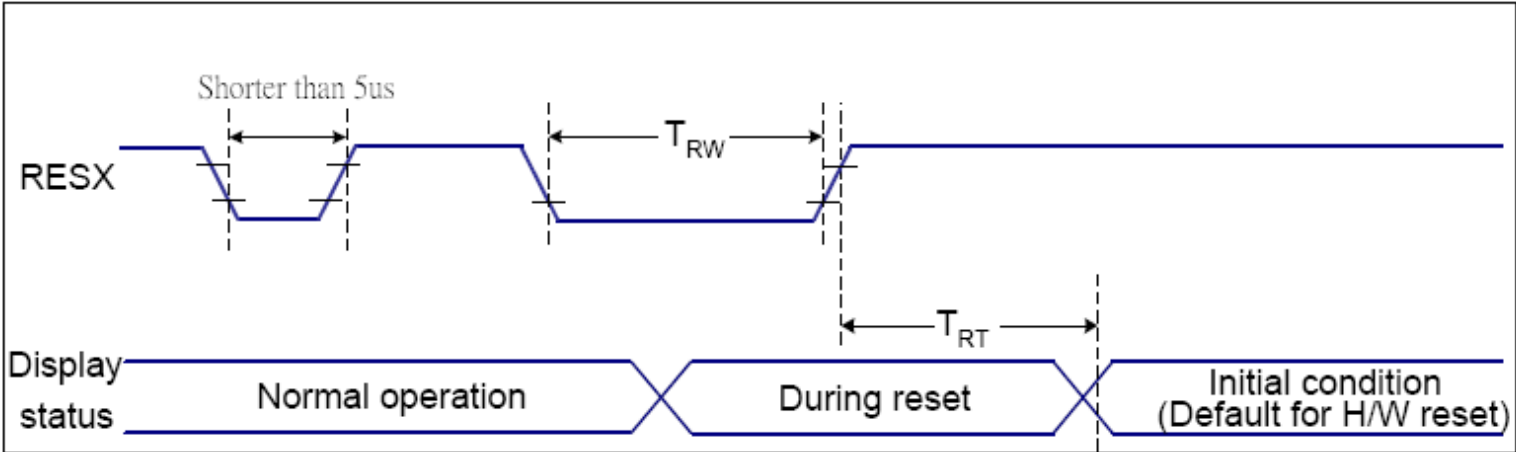 Shorter than 5us
RESX
TRW
TRT
Display
status
Normal operation
During reset
Initial condition
(Default for H/W reset)